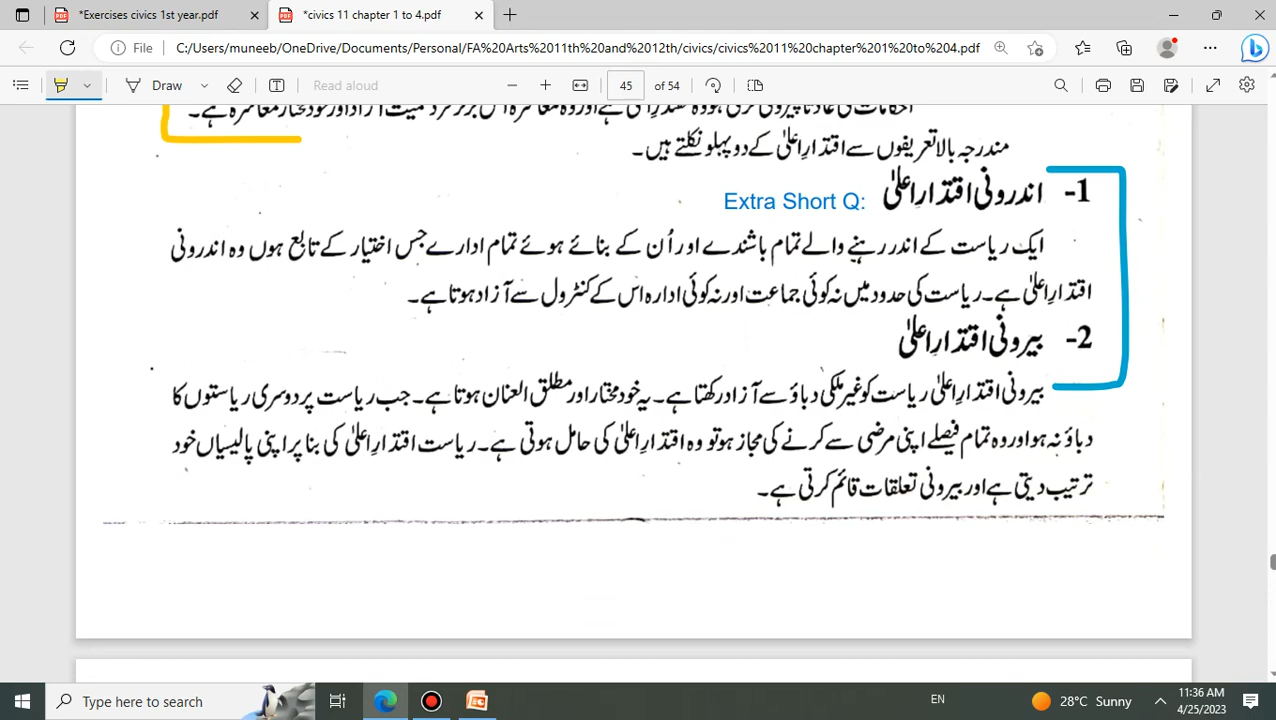 *Exercises civics 1st year.pdf
*civics 11 chapter 1 to 4.pdf
File
C:/Users/muneeb/OneDrive/Documents/Personal/FA%20Arts%2011th%20and%2012th/civics/civics%2011%20chapter%201%20to%204.pdf
Draw
Read aloud
45
of 54
مندرجہ بالا تعریفوں سے اقتدارِاعلیٰ کے دو پہلو نکلتے ہیں۔
1- اندرونی اقتدارِاعلیٰ
Extra Short Q:
ایک ریاست کے اندر رہنے والے تمام باشندے اور اُن کے بنائے ہوئے تمام ادارے جس اختیار کے تابع ہوں وہ اندرونی
اقتدارِاعلیٰ ہے۔ ریاست کی حدود میں نہ کوئی جماعت اور نہ کوئی ادارہ اس کے کنٹرول سے آزاد ہوتا ہے۔
2- بیرونی اقتدارِاعلیٰ
بیرونی اقتدارِاعلیٰ ریاست کو غیر ملکی دباؤ سے آزاد رکھتا ہے۔ یہ خود مختار اور مطلق العنان ہوتا ہے۔ جب ریاست پر دوسری ریاستوں کا
دباؤ نہ ہو اور وہ تمام فیصلے اپنی مرضی سے کرنے کی مجاز ہو تو وہ اقتدارِاعلیٰ کی حامل ہوتی ہے۔ ریاست اقتدارِاعلیٰ کی بنا پر اپنی پالیسیاں خود
ترتیب دیتی ہے اور بیرونی تعلقات قائم کرتی ہے۔
Type here to search
EN
28°C Sunny
11:36 AM
4/25/2023